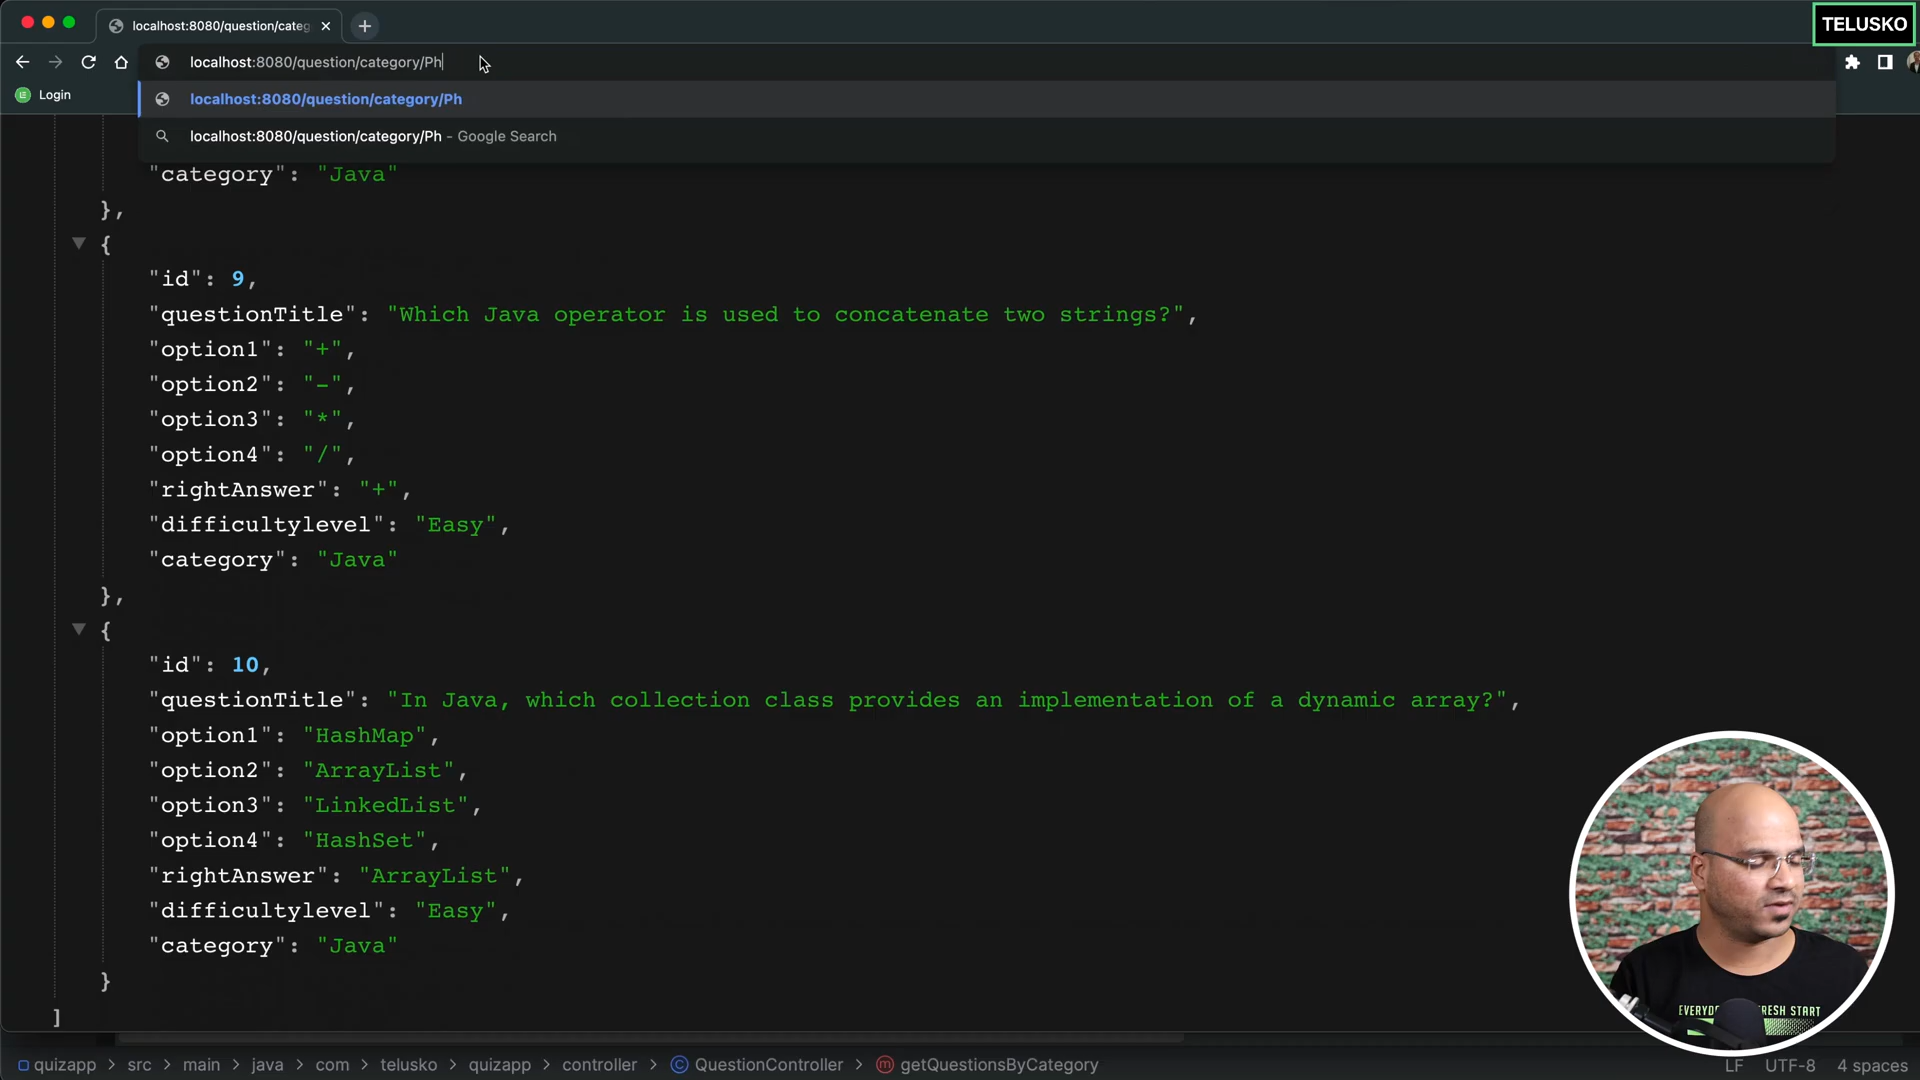 localhost:8080/question/categ
TELUSKO
localhost:8080/question/category/Ph
Login
localhost:8080/question/category/Ph
localhost:8080/question/category/Ph - Google Search
"category": "Java"
},
{
"id": 9,
"questionTitle": "Which Java operator is used to concatenate two strings?",
"option1": "+",
"option2": "-",
"option3": "*",
"option4": "/",
"rightAnswer": "+",
"difficultylevel": "Easy",
"category": "Java"
},
{
"id": 10,
"questionTitle": "In Java, which collection class provides an implementation of a dynamic array?",
"option1": "HashMap",
"option2": "ArrayList",
"option3": "LinkedList",
"option4": "HashSet",
"rightAnswer": "ArrayList",
"difficultylevel": "Easy",
"category": "Java"
}
]
FRESH START
quizapp > src > main > java > com > telusko > quizapp > controller > QuestionController > getQuestionsByCategory
LF UTF-8 4 spaces